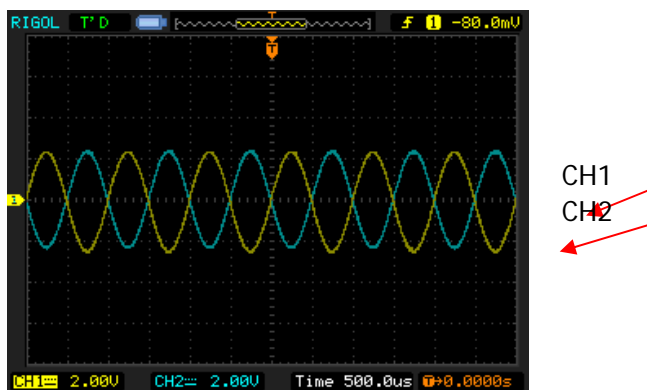 RIGOL T'D T f 1 -80.0mV
T
1
CH1
CH2
CH1 2.00V CH2 2.00V Time 500.0us T→0.0000s